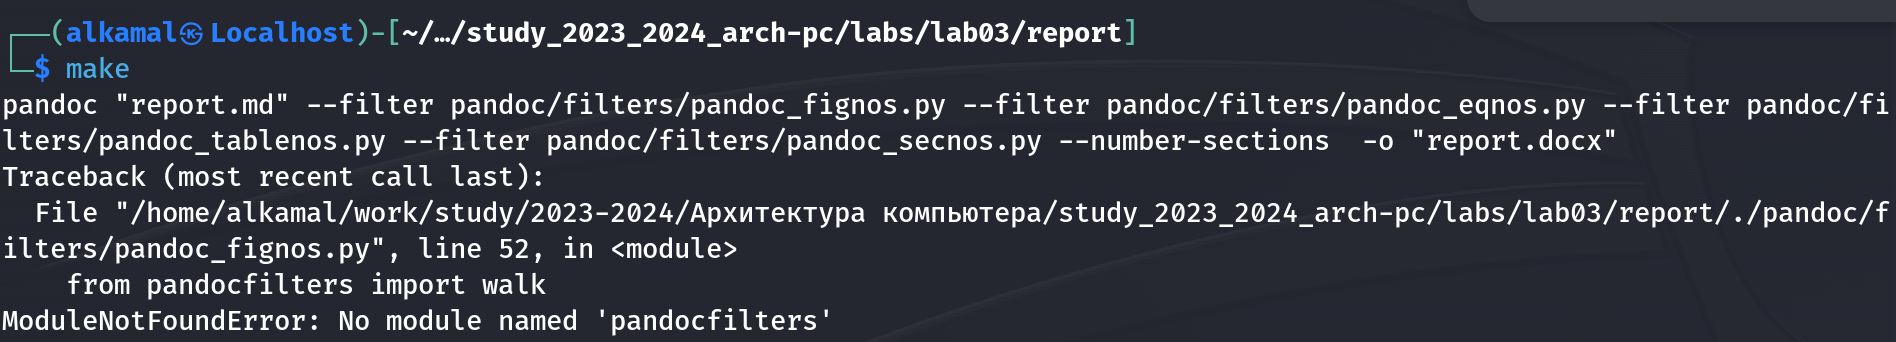 ┌──(alkamal㉿Localhost)-[~/…/study_2023_2024_arch-pc/labs/lab03/report]
└─$ make
pandoc "report.md" --filter pandoc/filters/pandoc_fignos.py --filter pandoc/filters/pandoc_eqnos.py --filter pandoc/fi
lters/pandoc_tablenos.py --filter pandoc/filters/pandoc_secnos.py --number-sections  -o "report.docx"
Traceback (most recent call last):
  File "/home/alkamal/work/study/2023-2024/Архитектура компьютера/study_2023_2024_arch-pc/labs/lab03/report/./pandoc/f
ilters/pandoc_fignos.py", line 52, in <module>
    from pandocfilters import walk
ModuleNotFoundError: No module named 'pandocfilters'